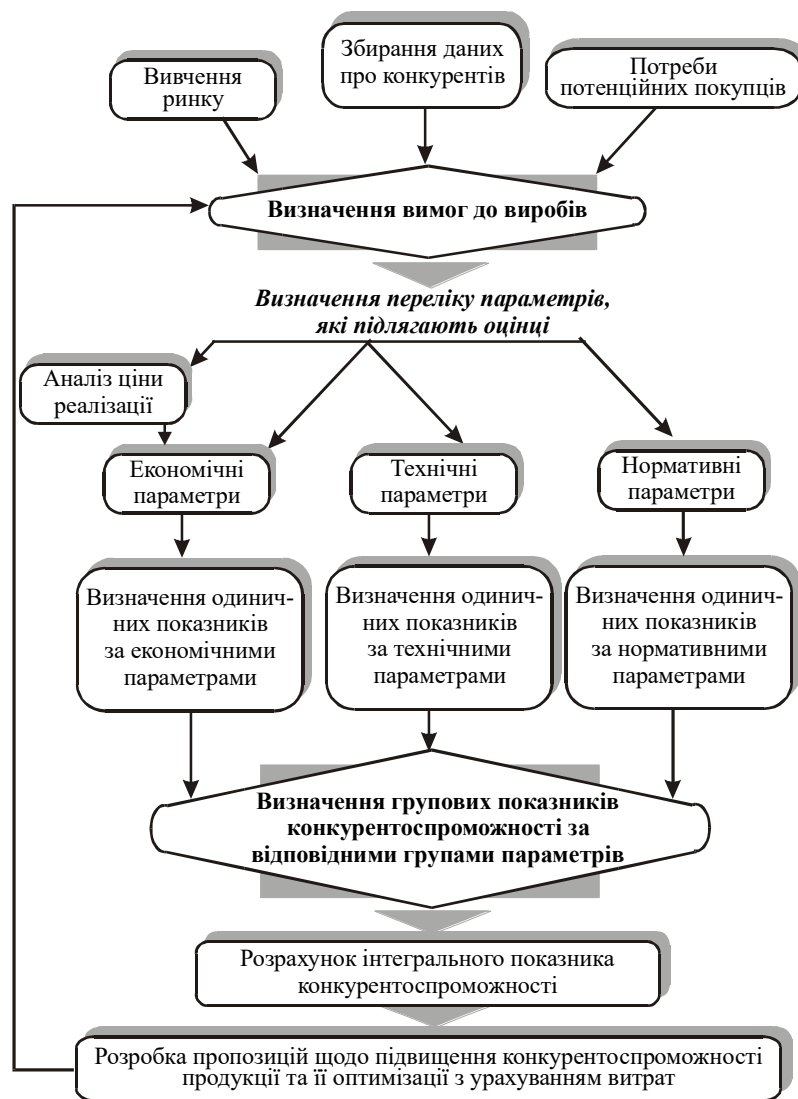 Вивчення
ринку
Збирання даних
про конкурентів
Потреби
потенційних покупців
Визначення вимог до виробів
Визначення переліку параметрів,
які підлягають оцінці
Аналіз ціни
реалізації
Економічні
параметри
Технічні
параметри
Нормативні
параметри
Визначення одинич-
них показників
за економічними
параметрами
Визначення одинич-
них показників
за технічними
параметрами
Визначення одинич-
них показників
за нормативними
параметрами
Визначення групових показників
конкурентоспроможності за
відповідними групами параметрів
Розрахунок інтегрального показника
конкурентоспроможності
Розробка пропозицій щодо підвищення конкурентоспроможності
продукції та її оптимізації з урахуванням витрат